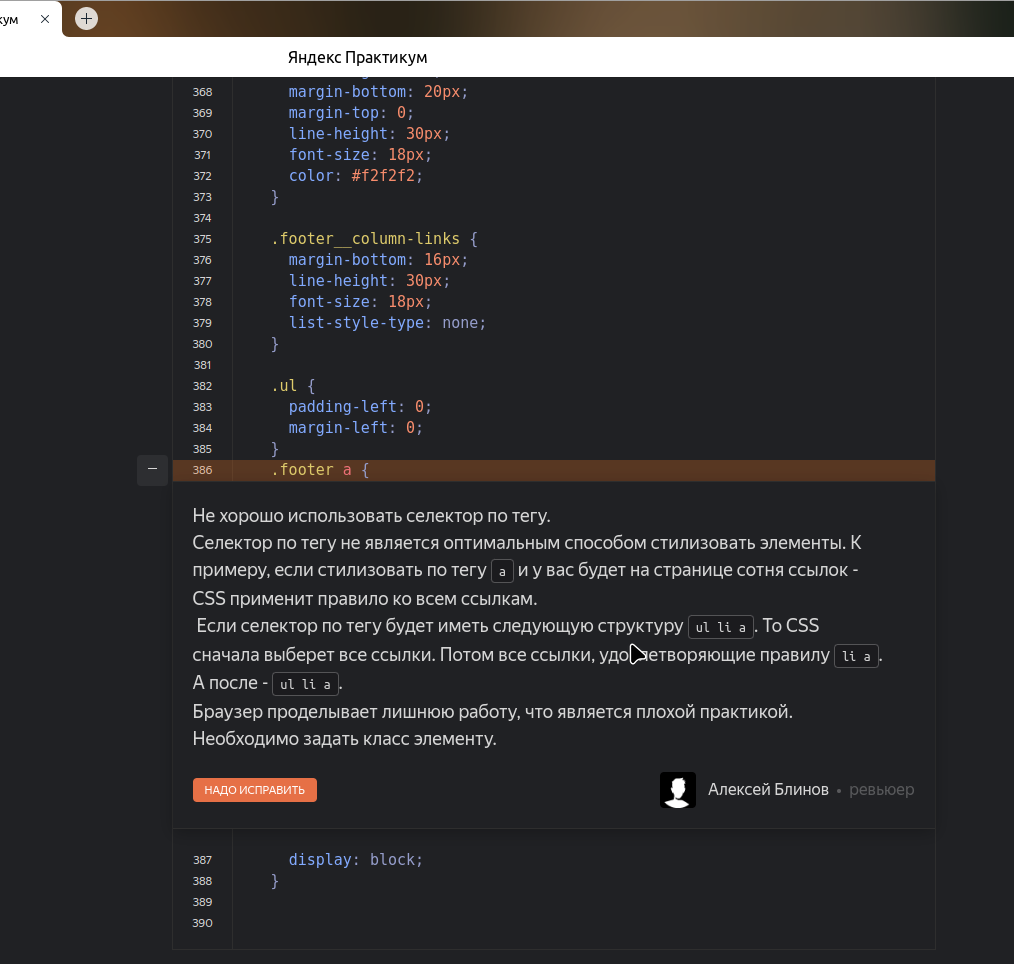 кум
Яндекс Практикум
368 margin-bottom: 20px;
369 margin-top: 0;
370 line-height: 30px;
371 font-size: 18px;
372 color: #f2f2f2;
373 }
374
375 .footer__column-links {
376 margin-bottom: 16px;
377 line-height: 30px;
378 font-size: 18px;
379 list-style-type: none;
380 }
381
382 .ul {
383 padding-left: 0;
384 margin-left: 0;
385 }
386 .footer a {
Не хорошо использовать селектор по тегу.
Селектор по тегу не является оптимальным способом стилизовать элементы. К
примеру, если стилизовать по тегу a и у вас будет на странице сотня ссылок -
CSS применит правило ко всем ссылкам.
Если селектор по тегу будет иметь следующую структуру ul li a. То CSS
сначала выберет все ссылки. Потом все ссылки, удовлетворяющие правилу li a.
А после - ul li a.
Браузер проделывает лишнюю работу, что является плохой практикой.
Необходимо задать класс элементу.
НАДО ИСПРАВИТЬ
Алексей Блинов • ревьюер
387 display: block;
388 }
389
390